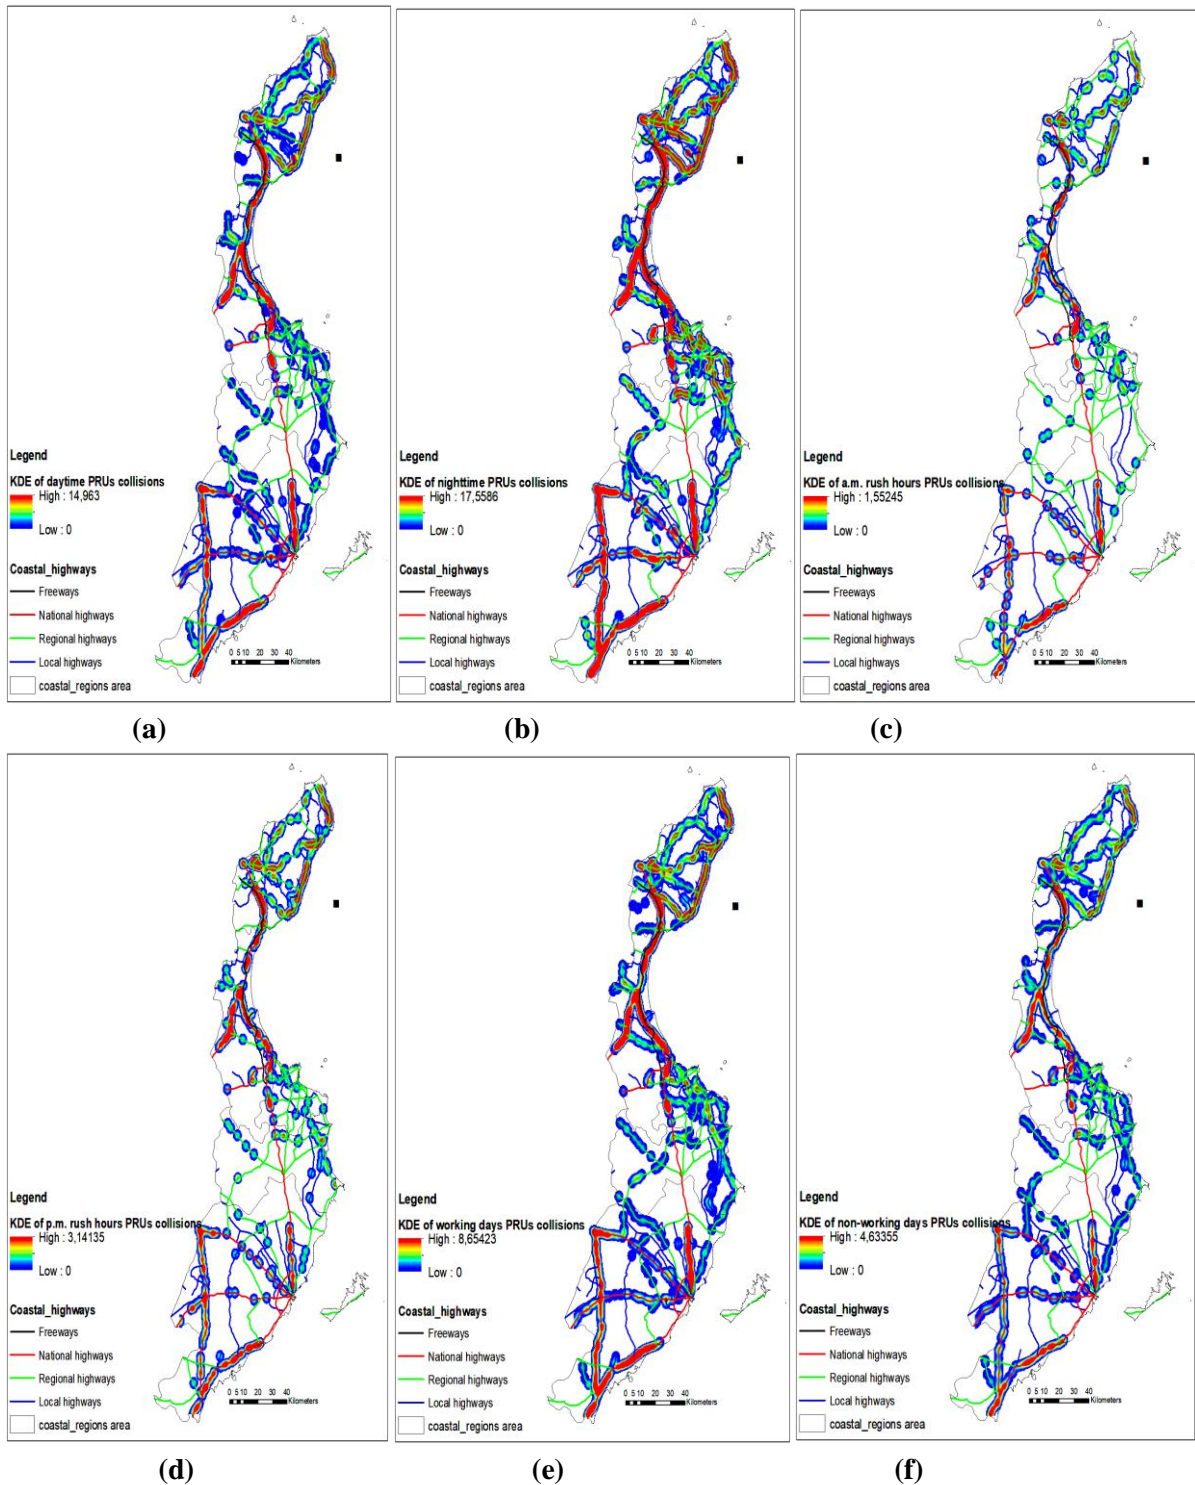 Legend
KDE of daytime PRUs collisions
High : 14,963
Low : 0
Coastal_highways
Freeways
National highways
Regional highways
Local highways
coastal_regions area
0 5 10 20 30 40
Kilometers
(a)
Legend
KDE of nighttime PRUs collisions
High : 17,5586
Low : 0
Coastal_highways
Freeways
National highways
Regional highways
Local highways
coastal_regions area
0 5 10 20 30 40
Kilometers
(b)
Legend
KDE of a.m. rush hours PRUs collisions
High : 1,55245
Low : 0
Coastal_highways
Freeways
National highways
Regional highways
Local highways
coastal_regions area
0 5 10 20 30 40
Kilometers
(c)
Legend
KDE of p.m. rush hours PRUs collisions
High : 3,14135
Low : 0
Coastal_highways
Freeways
National highways
Regional highways
Local highways
coastal_regions area
0 5 10 20 30 40
Kilometers
(d)
Legend
KDE of working days PRUs collisions
High : 8,65423
Low : 0
Coastal_highways
Freeways
National highways
Regional highways
Local highways
coastal_regions area
0 5 10 20 30 40
Kilometers
(e)
Legend
KDE of non-working days PRUs collisions
High : 4,63355
Low : 0
Coastal_highways
Freeways
National highways
Regional highways
Local highways
coastal_regions area
0 5 10 20 30 40
Kilometers
(f)